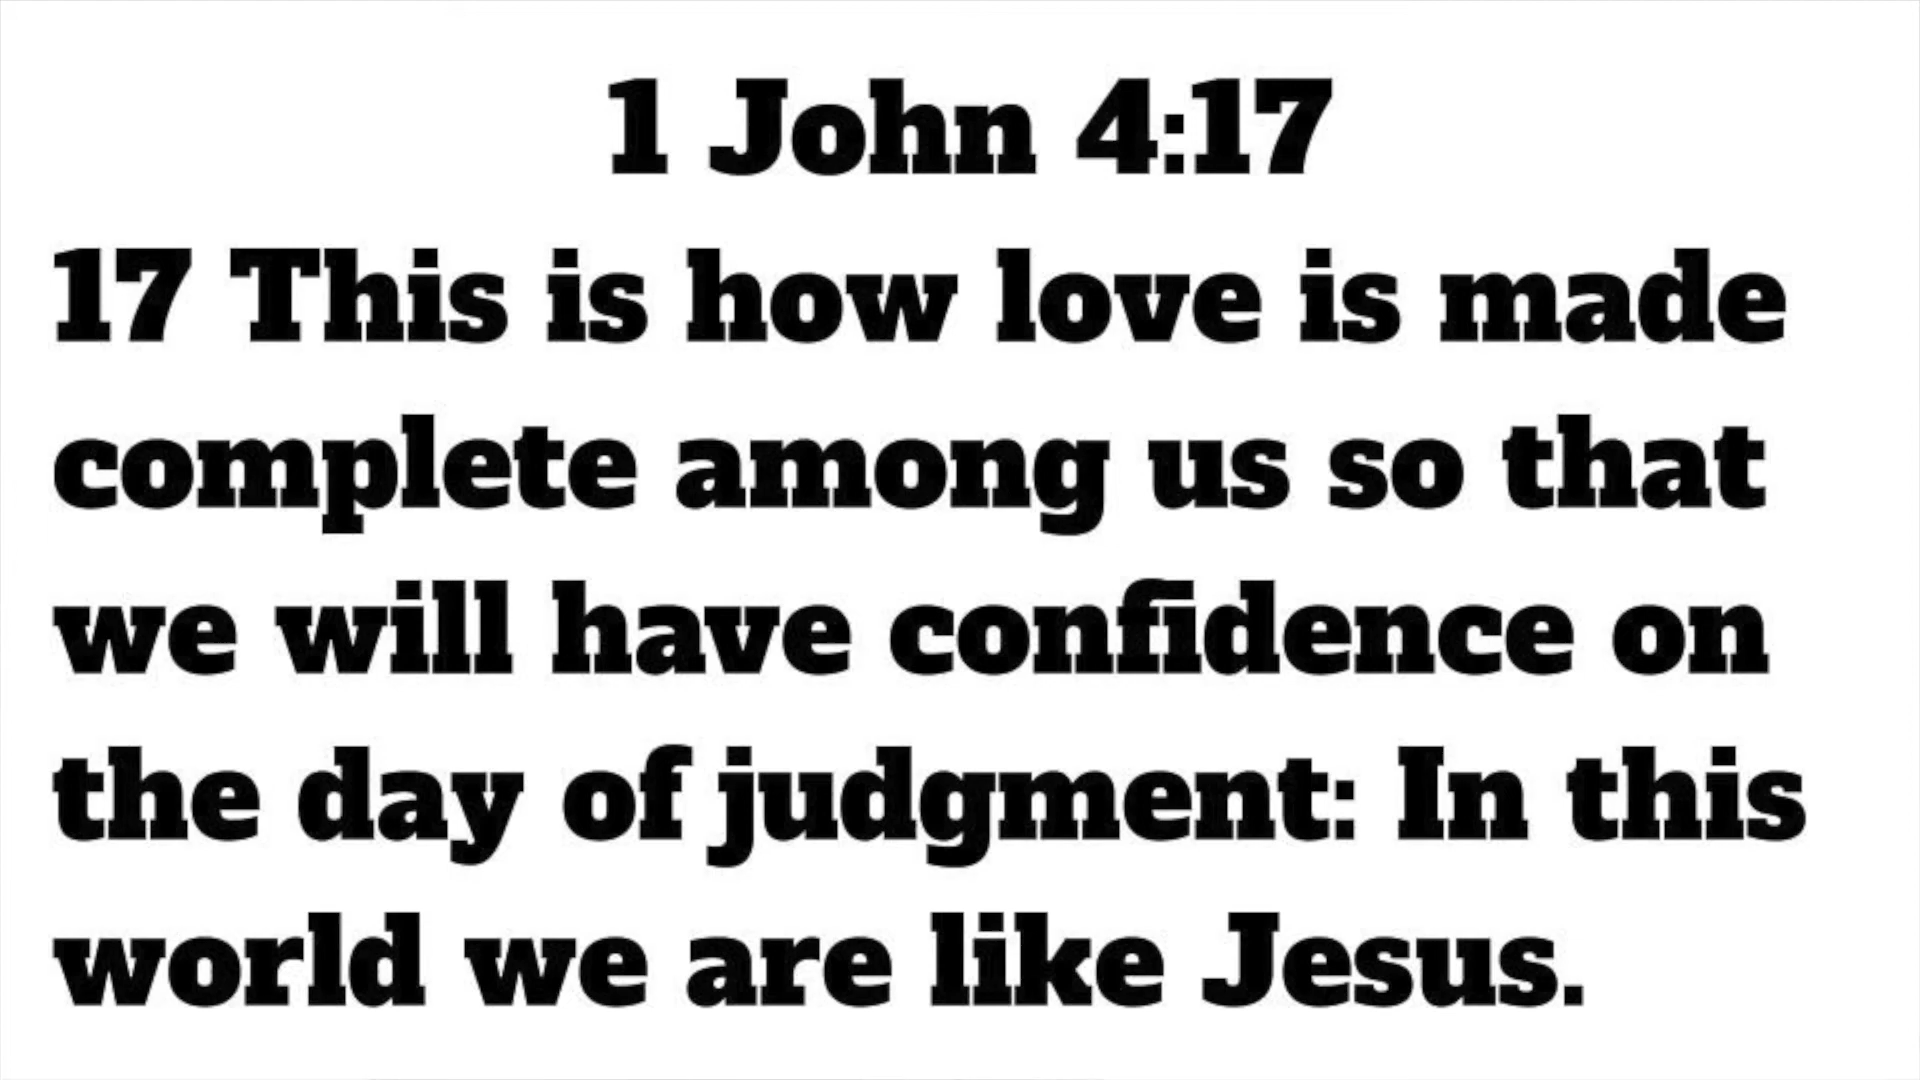 1 John 4:17
17 This is how love is made
complete among us so that
we will have confidence on
the day of judgment: In this
world we are like Jesus.